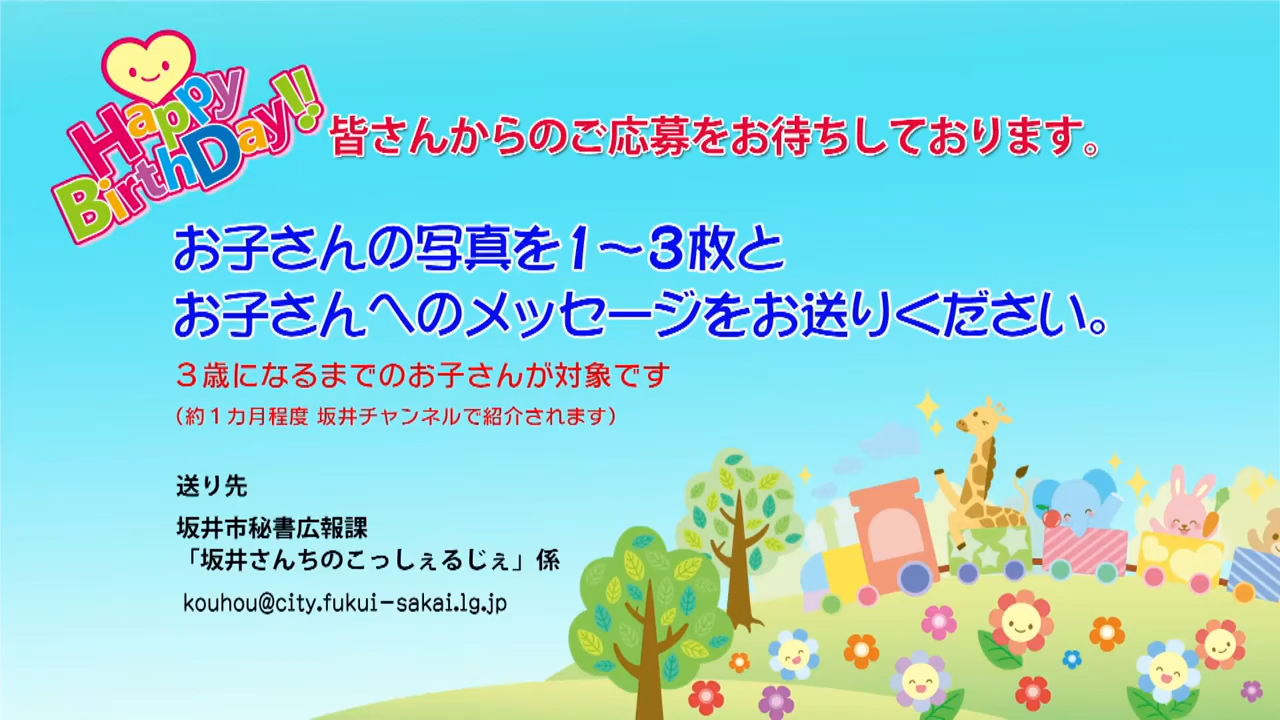 Happy
BirthDay!!
皆さんからのご応募をお待ちしております。
お子さんの写真を1～3枚と
お子さんへのメッセージをお送りください。
３歳になるまでのお子さんが対象です
（約１カ月程度 坂井チャンネルで紹介されます）
送り先
坂井市秘書広報課
「坂井さんちのこっしぇるじぇ」係
kouhou@city.fukui-sakai.lg.jp